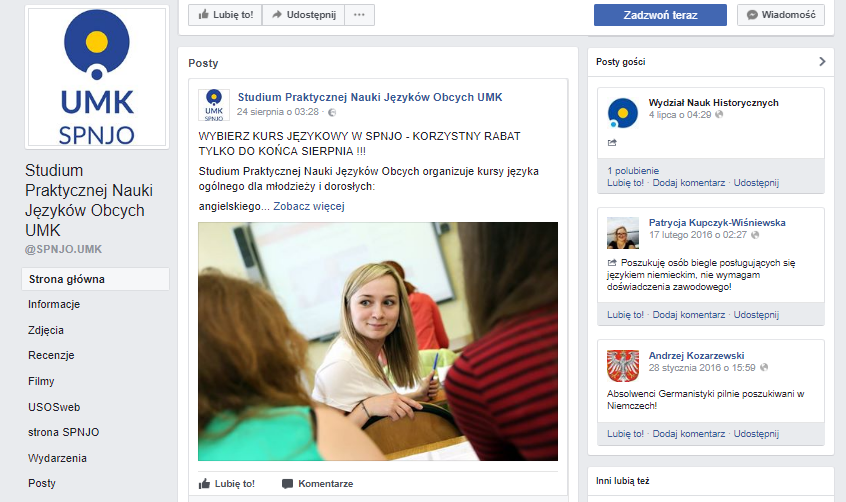 UMK
SPNJO
Studium
Praktycznej Nauki
Języków Obcych
UMK
@SPNJO.UMK
Strona główna
Informacje
Zdjęcia
Recenzje
Filmy
USOSweb
strona SPNJO
Wydarzenia
Posty
Lubię to! Udostępnij ···
Zadzwoń teraz Wiadomość
Posty
UMK
SPNJO
Studium Praktycznej Nauki Języków Obcych UMK
24 sierpnia o 03:28 ·
WYBIERZ KURS JĘZYKOWY W SPNJO - KORZYSTNY RABAT
TYLKO DO KOŃCA SIERPNIA !!!
Studium Praktycznej Nauki Języków Obcych organizuje kursy języka
ogólnego dla młodzieży i dorosłych:
angielskiego... Zobacz więcej
Lubię to! Komentarze
Posty gości
Wydział Nauk Historycznych
4 lipca o 04:29
1 polubienie
Lubię to! · Dodaj komentarz · Udostępnij
Patrycja Kupczyk-Wiśniewska
17 lutego 2016 o 02:27
Poszukuję osób biegle posługujących się
językiem niemieckim, nie wymagam
doświadczenia zawodowego!
Lubię to! · Dodaj komentarz · Udostępnij
Andrzej Kozarzewski
28 stycznia 2016 o 15:59
Absolwenci Germanistyki pilnie poszukiwani w
Niemczech!
Lubię to! · Dodaj komentarz · Udostępnij
Inni lubią też